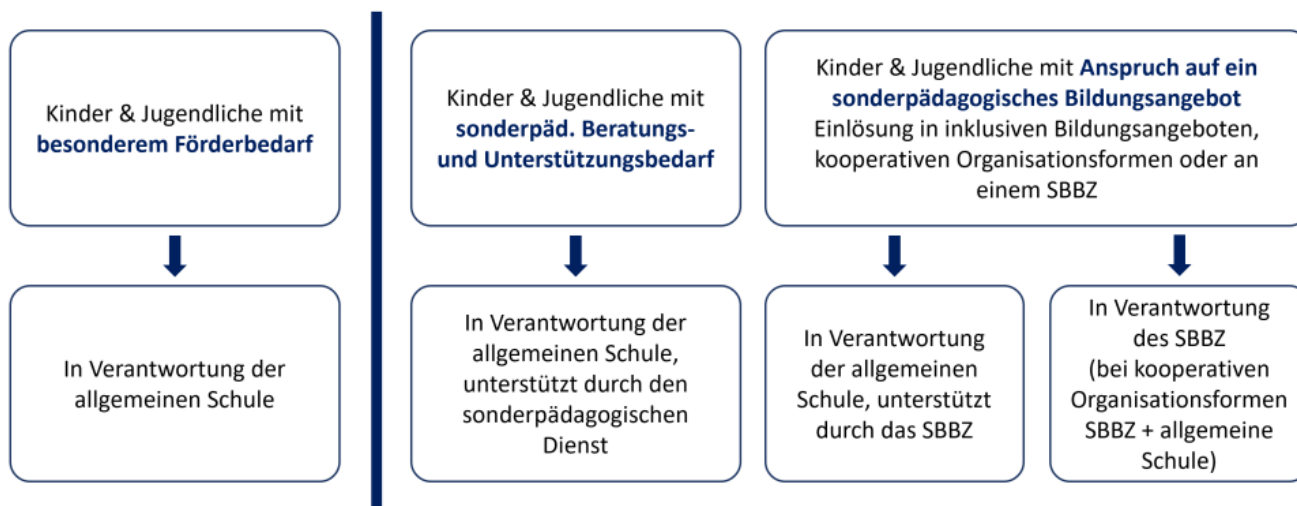 Kinder & Jugendliche mit
besonderem Förderbedarf
Kinder & Jugendliche mit
sonderpäd. Beratungs-
und Unterstützungsbedarf
Kinder & Jugendliche mit Anspruch auf ein
sonderpädagogisches Bildungsangebot
Einlösung in inklusiven Bildungsangeboten,
kooperativen Organisationsformen oder an
einem SBBZ
In Verantwortung der
allgemeinen Schule
In Verantwortung der
allgemeinen Schule,
unterstützt durch den
sonderpädagogischen
Dienst
In Verantwortung
der allgemeinen
Schule, unterstützt
durch das SBBZ
In Verantwortung
des SBBZ
(bei kooperativen
Organisationsformen
SBBZ + allgemeine
Schule)